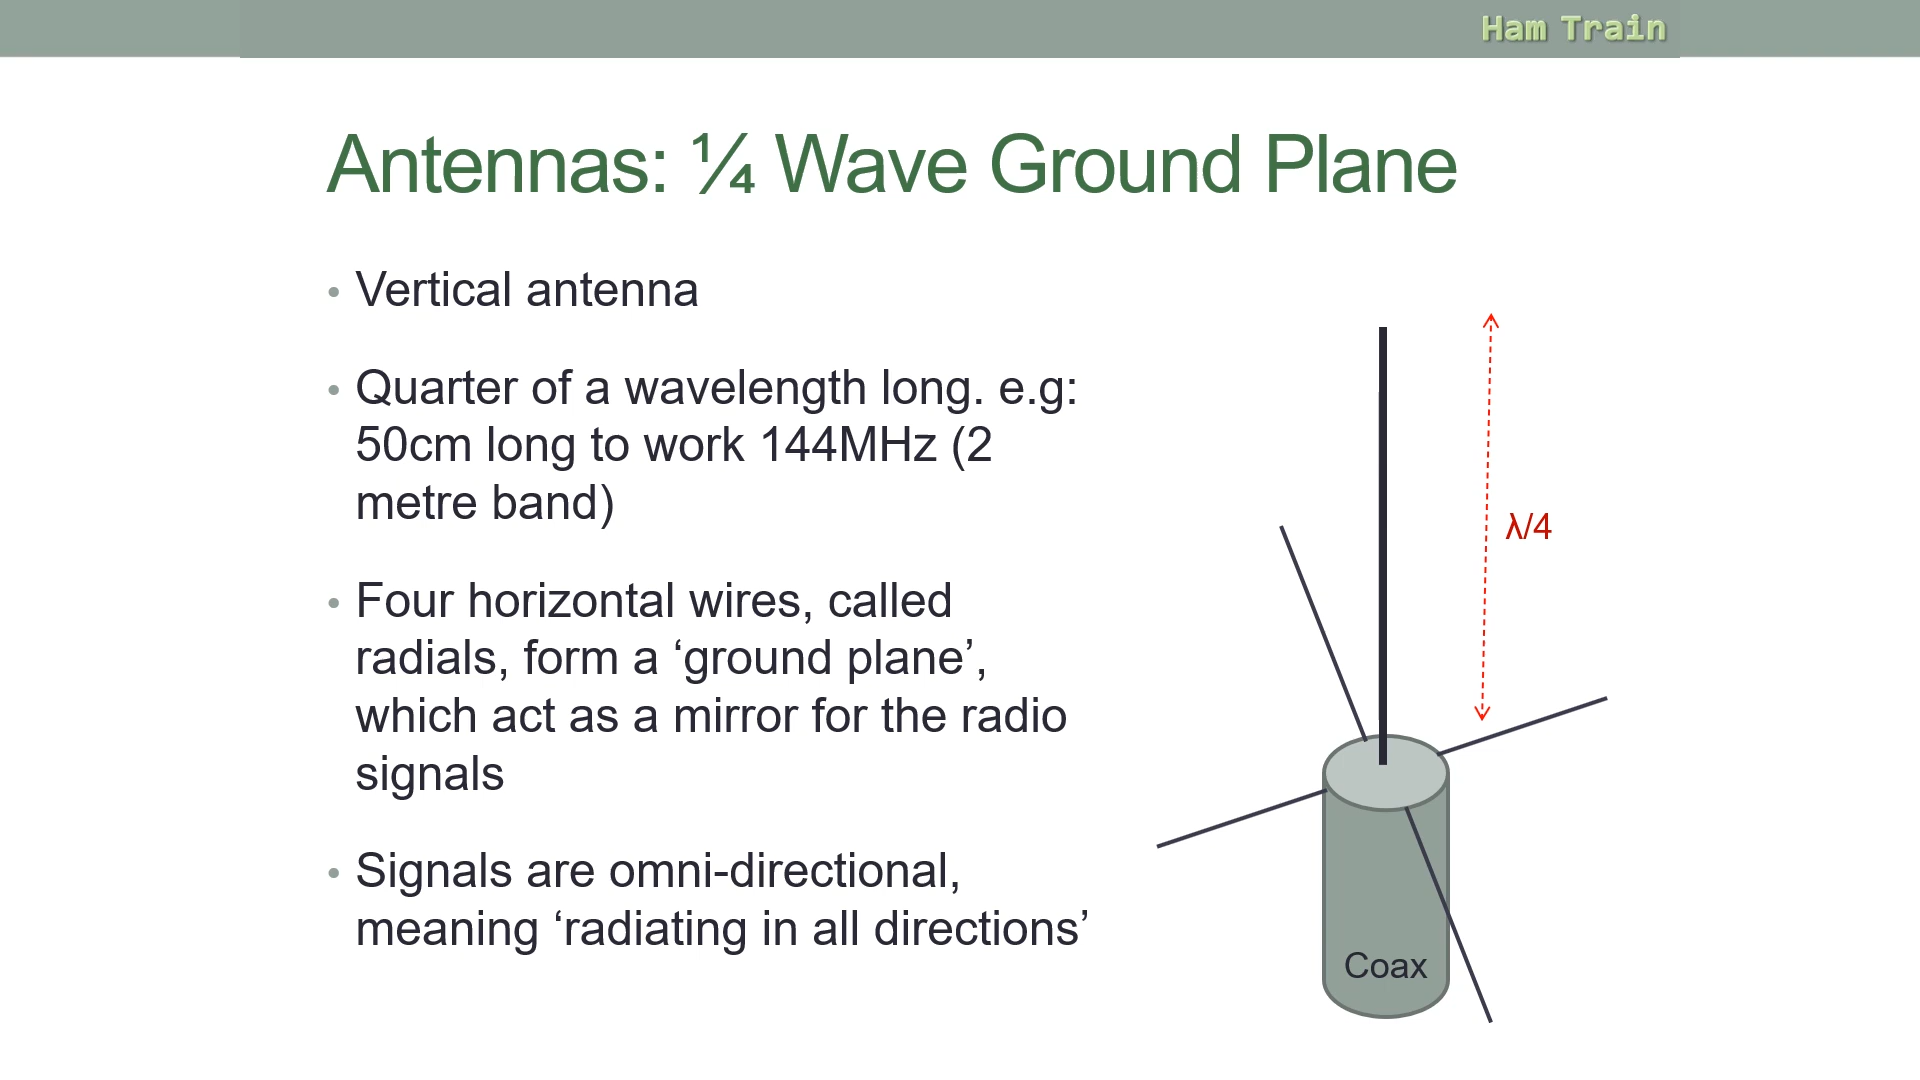 Ham Train
Antennas: ¼ Wave Ground Plane
• Vertical antenna
• Quarter of a wavelength long. e.g:
50cm long to work 144MHz (2
metre band)
• Four horizontal wires, called
radials, form a ‘ground plane’,
which act as a mirror for the radio
signals
• Signals are omni-directional,
meaning ‘radiating in all directions’
λ/4
Coax